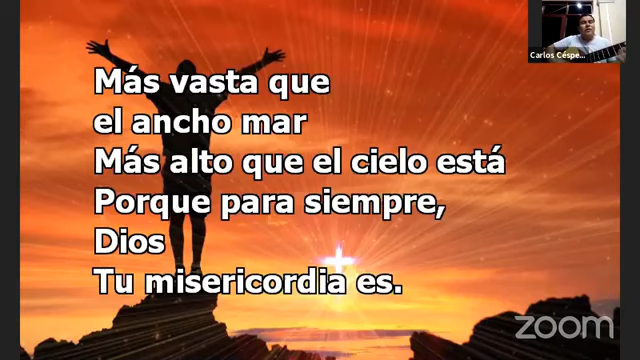 Carlos Céspe...
Más vasta que
el ancho mar
Más alto que el cielo está
Porque para siempre,
Dios
Tu misericordia es.
zoom